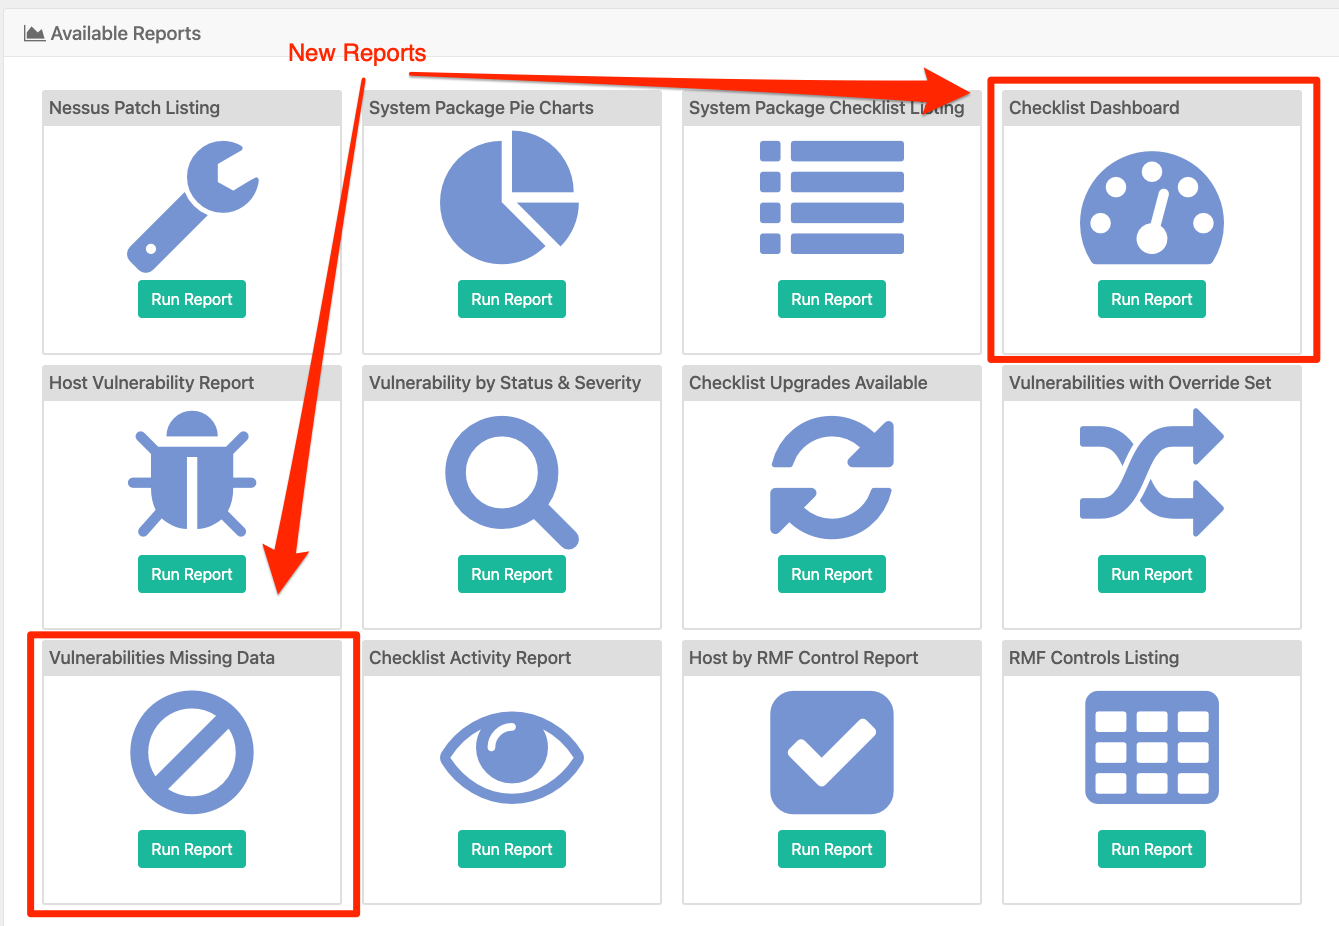 Available Reports
New Reports
Nessus Patch Listing
System Package Pie Charts
System Package Checklist Listing
Checklist Dashboard
Run Report
Run Report
Run Report
Run Report
Host Vulnerability Report
Vulnerability by Status & Severity
Checklist Upgrades Available
Vulnerabilities with Override Set
Run Report
Run Report
Run Report
Run Report
Vulnerabilities Missing Data
Checklist Activity Report
Host by RMF Control Report
RMF Controls Listing
Run Report
Run Report
Run Report
Run Report